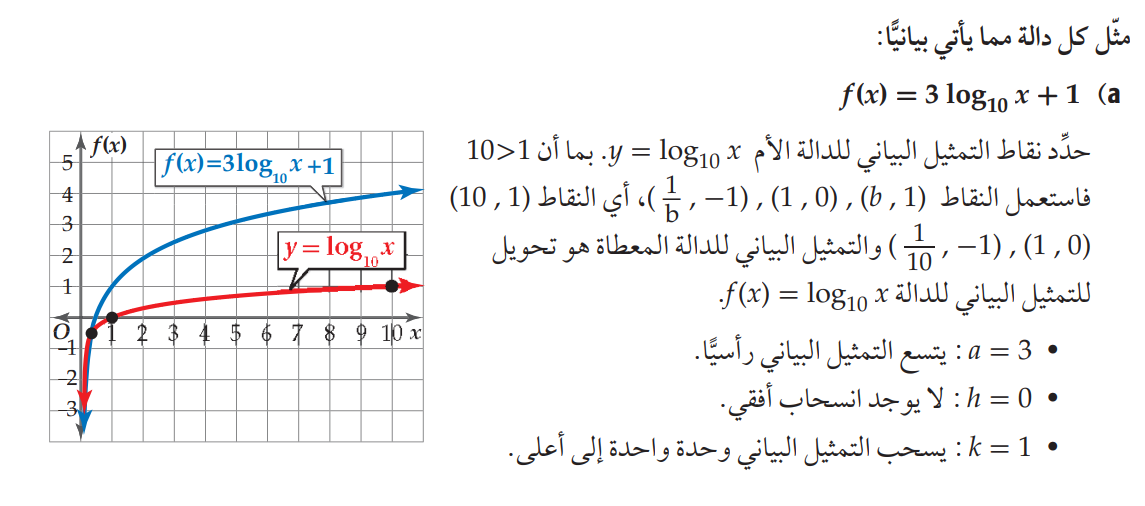 مثّل كل دالة مما يأتي بيانيًّا:
a) f(x) = 3 log₁₀ x + 1
حدِّد نقاط التمثيل البياني للدالة الأم y = log₁₀ x. بما أن 10>1
فاستعمل النقاط (b , 1) , (1 , 0) , (1/b , −1)، أي النقاط (10 , 1)
(1 , 0) , (1/10 , −1) والتمثيل البياني للدالة المعطاة هو تحويل
للتمثيل البياني للدالة f(x) = log₁₀ x.
• a = 3 : يتسع التمثيل البياني رأسيًّا.
• h = 0 : لا يوجد انسحاب أفقي.
• k = 1 : يسحب التمثيل البياني وحدة واحدة إلى أعلى.
f(x)
f(x)=3log₁₀x+1
y = log₁₀x
5
4
3
2
1
O 1 2 3 4 5 6 7 8 9 10 x
−1
−2
−3